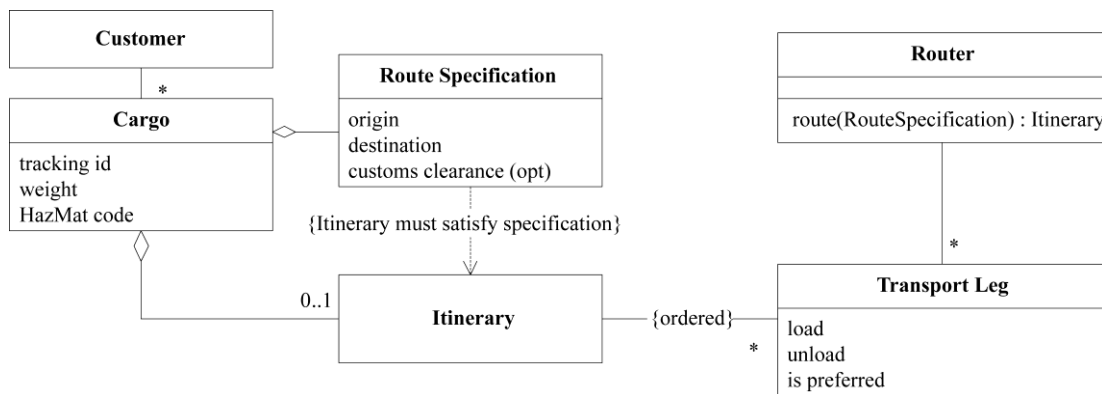 Customer
*
Cargo
tracking id
weight
HazMat code
Route Specification
origin
destination
customs clearance (opt)
{Itinerary must satisfy specification}
0..1
Itinerary
{ordered}
*
Router
route(RouteSpecification) : Itinerary
*
Transport Leg
load
unload
is preferred